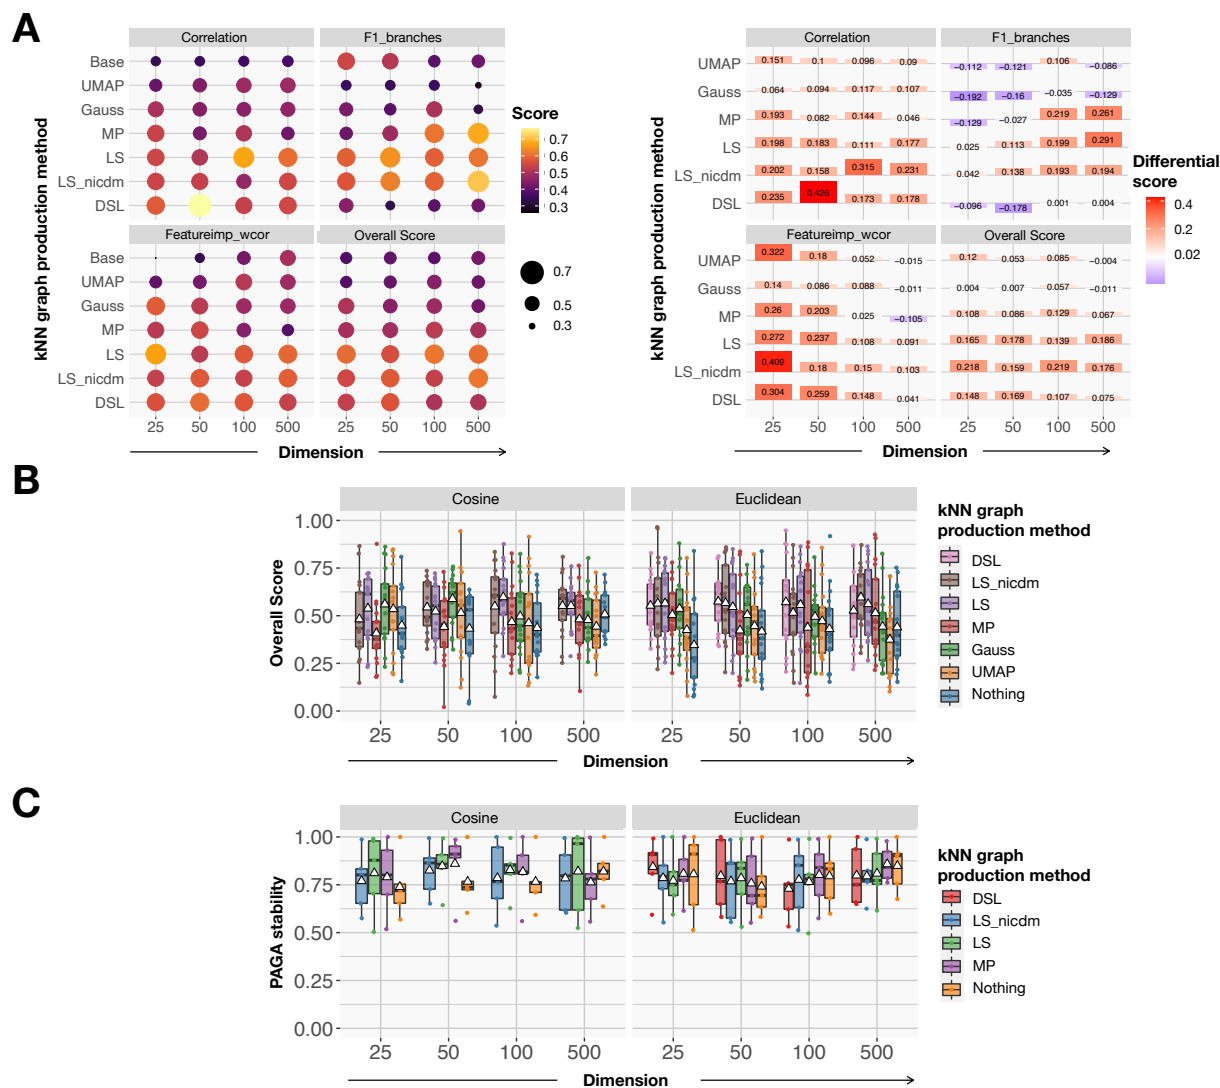 A
Correlation F1_branches
Base
UMAP
Gauss
MP
LS
LS_nicdm
DSL
Featureimp_wcor Overall Score
Base
UMAP
Gauss
MP
LS
LS_nicdm
DSL
25 50 100 500 25 50 100 500
Dimension
kNN graph production method
Score
0.7
0.6
0.5
0.4
0.3
0.7
0.5
0.3
Correlation F1_branches
UMAP 0.151 0.1 0.096 0.09 −0.112 −0.121 0.106 −0.086
Gauss 0.064 0.094 0.117 0.107 −0.192 −0.16 −0.035 −0.129
MP 0.193 0.082 0.144 0.046 −0.129 −0.027 0.219 0.261
LS 0.198 0.183 0.111 0.177 0.025 0.113 0.199 0.291
LS_nicdm 0.202 0.158 0.315 0.231 0.042 0.138 0.193 0.194
DSL 0.235 0.426 0.173 0.178 −0.096 −0.178 0.001 0.004
Featureimp_wcor Overall Score
UMAP 0.322 0.18 0.052 −0.015 0.12 0.053 0.085 −0.004
Gauss 0.14 0.086 0.088 −0.011 0.004 0.007 0.057 −0.011
MP 0.26 0.203 0.025 −0.105 0.108 0.086 0.129 0.067
LS 0.272 0.237 0.108 0.091 0.165 0.178 0.139 0.186
LS_nicdm 0.409 0.18 0.15 0.103 0.218 0.159 0.219 0.176
DSL 0.304 0.259 0.148 0.041 0.148 0.169 0.107 0.075
25 50 100 500 25 50 100 500
Dimension
kNN graph production method
Differential
score
0.4
0.2
0.02
B
Cosine Euclidean
1.00
0.75
0.50
0.25
0.00
Overall Score
25 50 100 500 25 50 100 500
Dimension
kNN graph
production method
DSL
LS_nicdm
LS
MP
Gauss
UMAP
Nothing
C
Cosine Euclidean
1.00
0.75
0.50
0.25
0.00
PAGA stability
25 50 100 500 25 50 100 500
Dimension
kNN graph
production method
DSL
LS_nicdm
LS
MP
Nothing